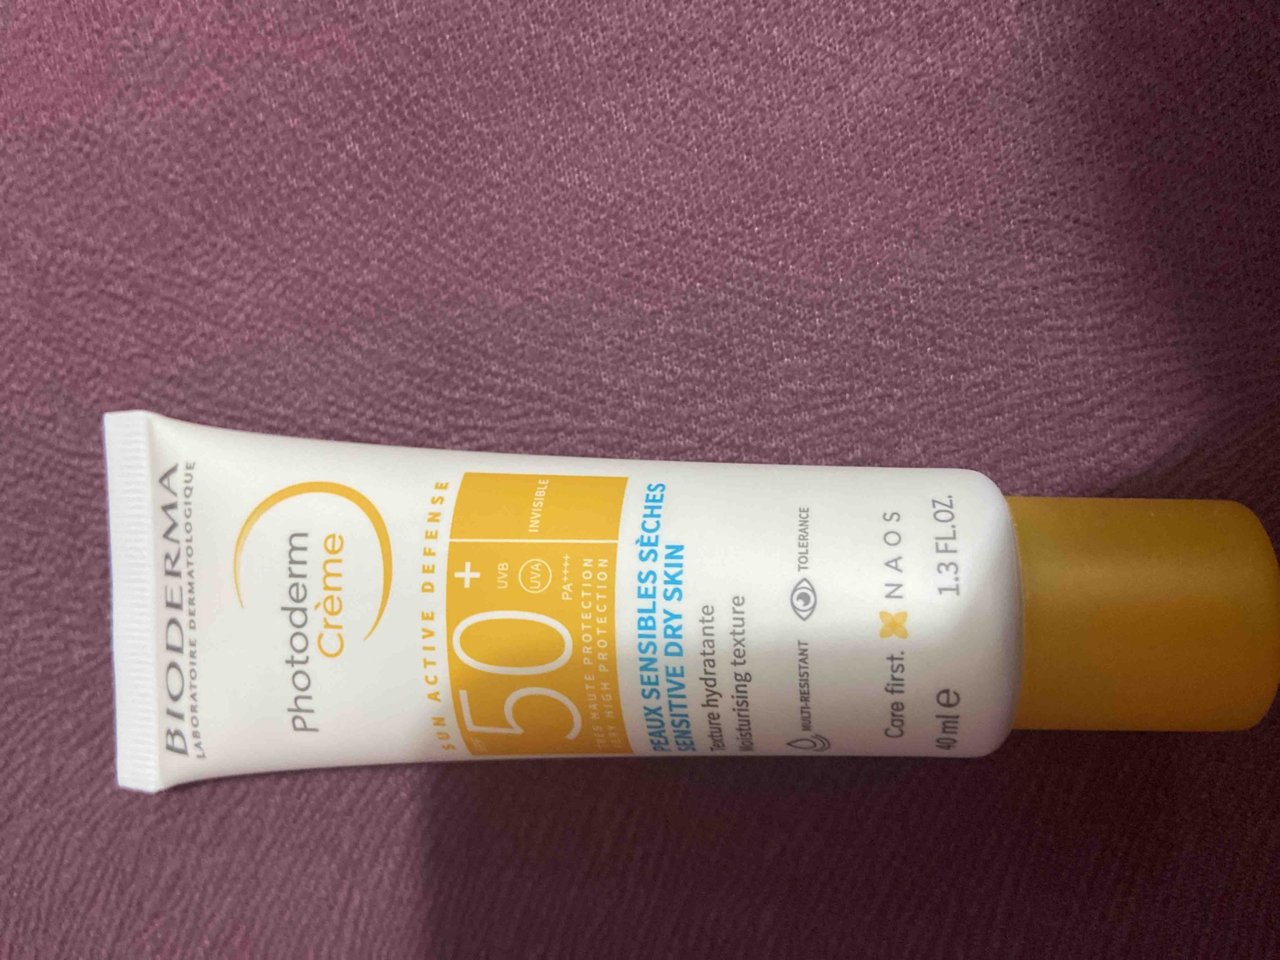 BIODERMA
LABORATOIRE DERMATOLOGIQUE
Photoderm
Crème
SUN ACTIVE DEFENSE
50+
UVB
UVA
PA++++
INVISIBLE
HAUTE PROTECTION
HIGH PROTECTION
PEAUX SENSIBLES SÈCHES
SENSITIVE DRY SKIN
Texture hydratante
Moisturising texture
MULTI-RESISTANT TOLERANCE
Care first. NAOS
40 ml ℮ 1.3 FL.OZ.